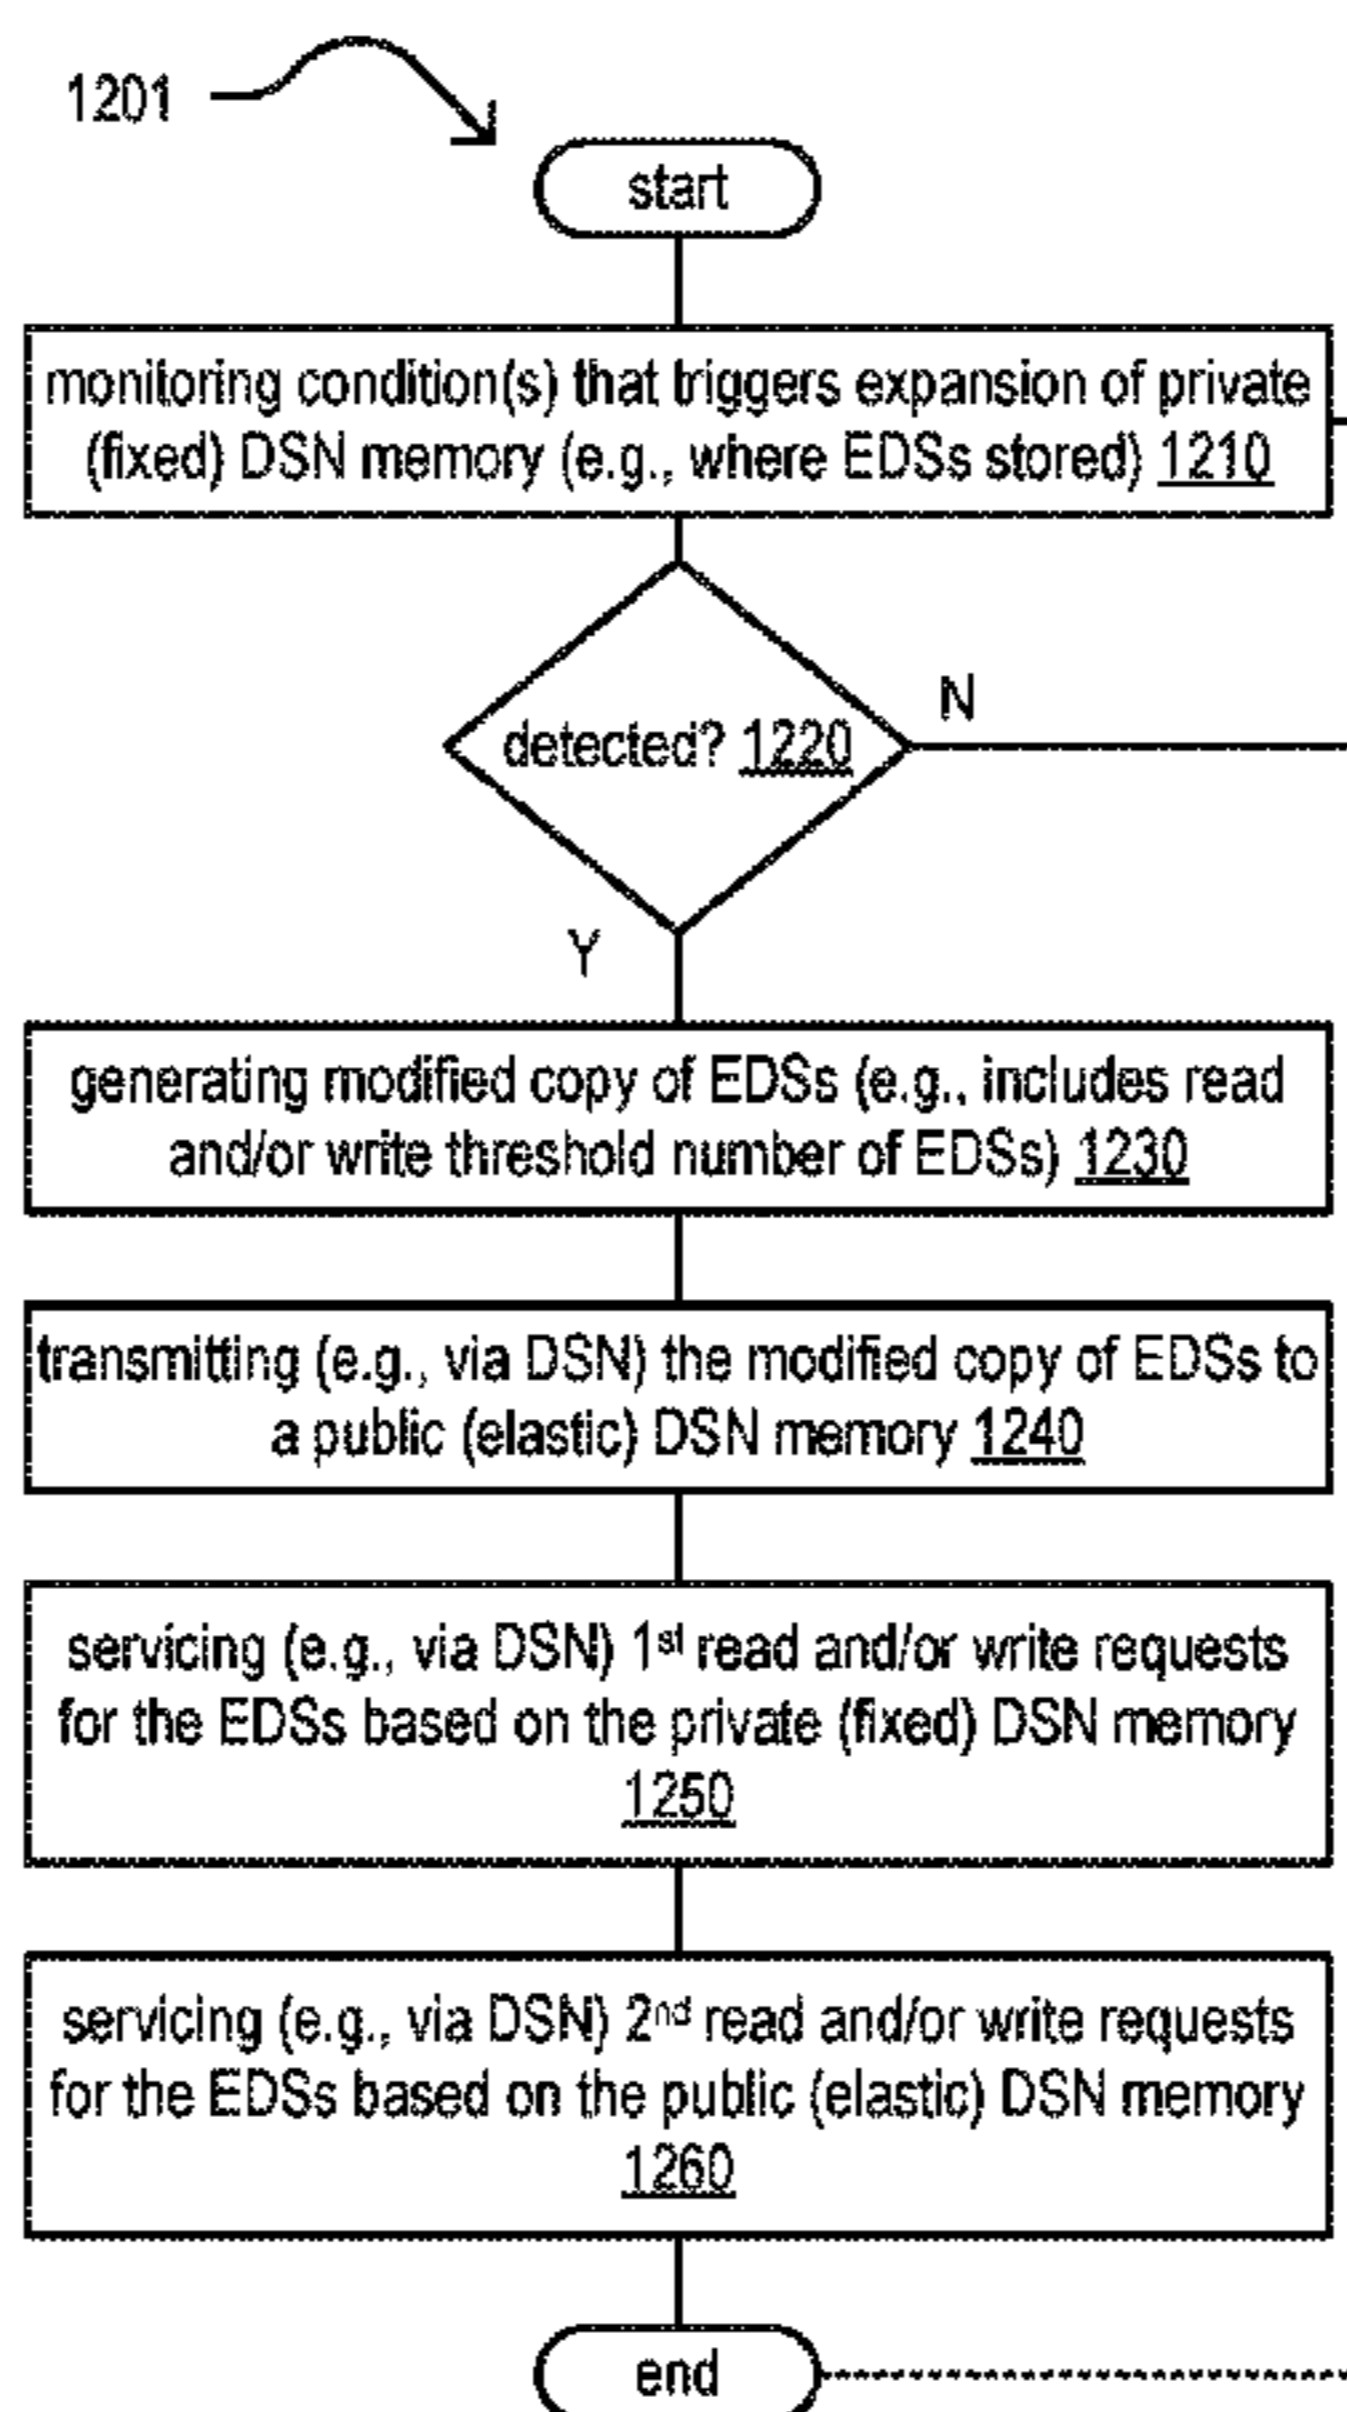 1201
start
monitoring condition(s) that triggers expansion of private
(fixed) DSN memory (e.g., where EDSs stored) 1210
detected? 1220
N
Y
generating modified copy of EDSs (e.g., includes read
and/or write threshold number of EDSs) 1230
transmitting (e.g., via DSN) the modified copy of EDSs to
a public (elastic) DSN memory 1240
servicing (e.g., via DSN) 1st read and/or write requests
for the EDSs based on the private (fixed) DSN memory
1250
servicing (e.g., via DSN) 2nd read and/or write requests
for the EDSs based on the public (elastic) DSN memory
1260
end